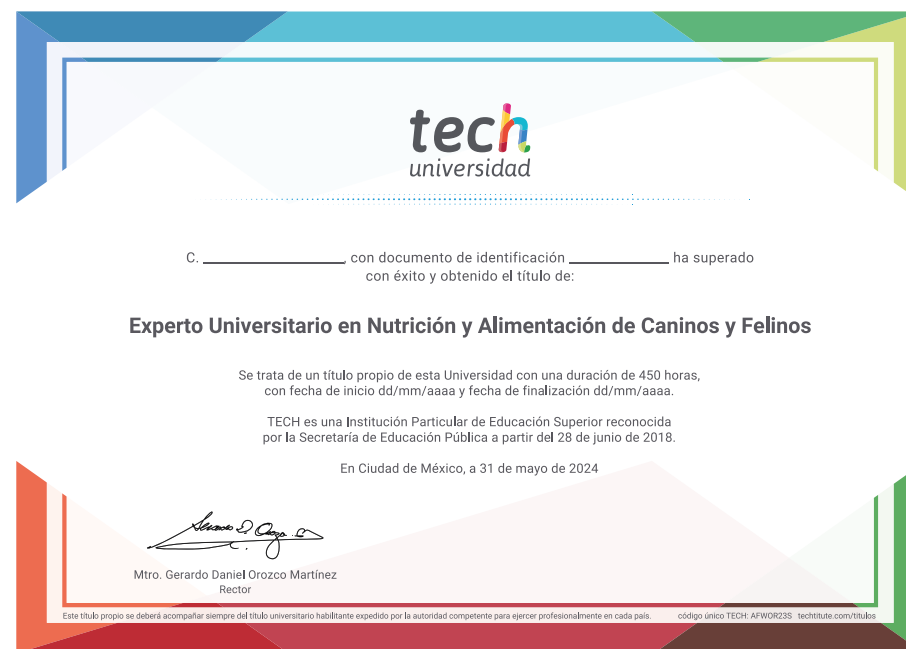 tech
universidad
C. ____________________, con documento de identificación ______________ ha superado
con éxito y obtenido el título de:
Experto Universitario en Nutrición y Alimentación de Caninos y Felinos
Se trata de un título propio de esta Universidad con una duración de 450 horas,
con fecha de inicio dd/mm/aaaa y fecha de finalización dd/mm/aaaa.
TECH es una Institución Particular de Educación Superior reconocida
por la Secretaría de Educación Pública a partir del 28 de junio de 2018.
En Ciudad de México, a 31 de mayo de 2024
Mtro. Gerardo Daniel Orozco Martínez
Rector
Este título propio se deberá acompañar siempre del título universitario habilitante expedido por la autoridad competente para ejercer profesionalmente en cada país. código único TECH: AFWOR23S techtitute.com/titulos